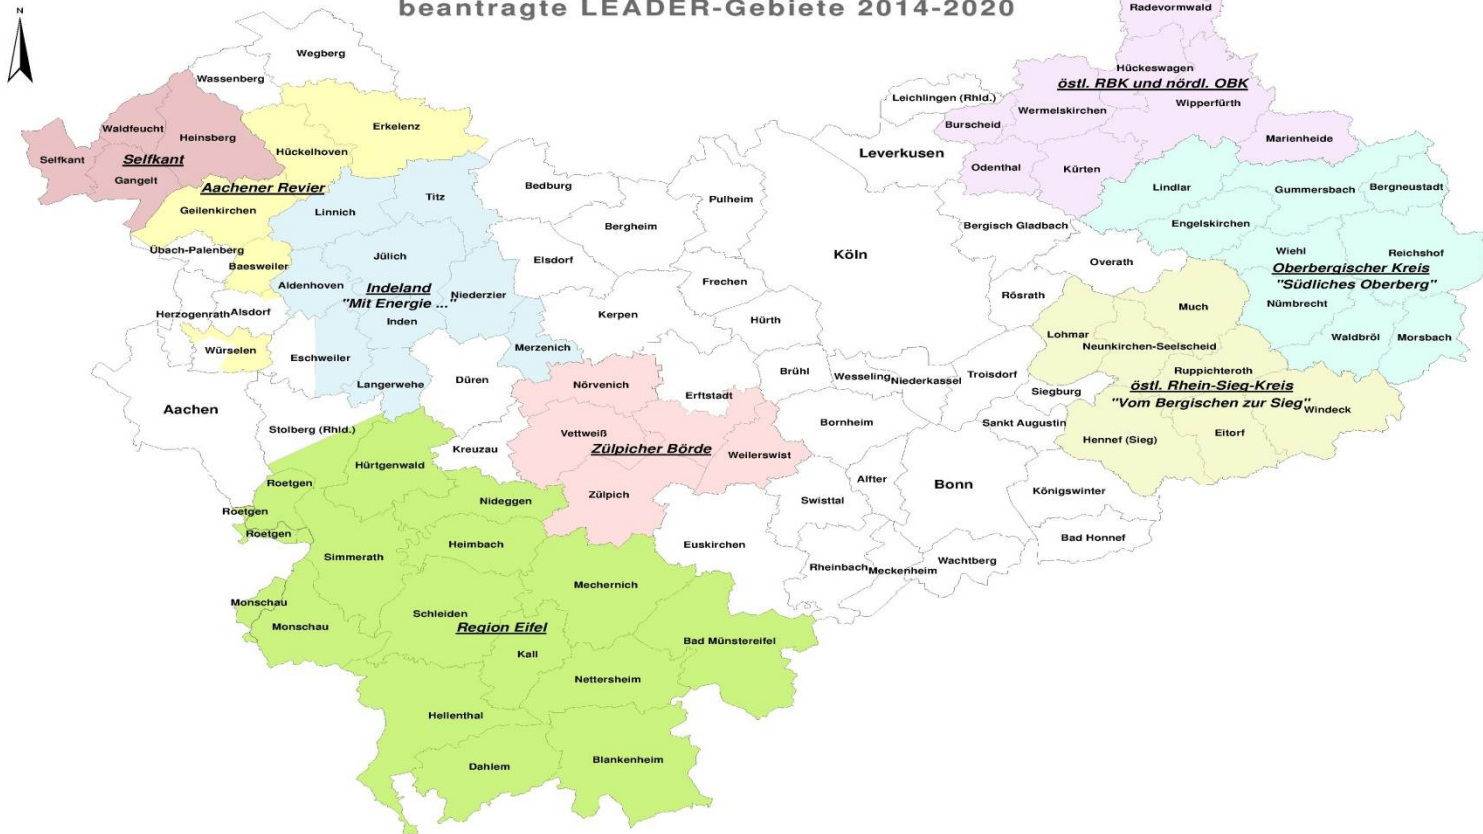 beantragte LEADER-Gebiete 2014-2020
N
Radevormwald
Wegberg
Wassenberg
Hückeswagen
östl. RBK und nördl. OBK
Leichlingen (Rhld.)
Wermelskirchen
Wipperfürth
Burscheid
Waldfeucht
Erkelenz
Heinsberg
Marienheide
Hückelhoven
Leverkusen
Selfkant
Selfkant
Odenthal
Kürten
Gangelt
Aachener Revier
Bedburg
Lindlar
Gummersbach
Bergneustadt
Titz
Pulheim
Geilenkirchen
Linnich
Bergheim
Bergisch Gladbach
Engelskirchen
Übach-Palenberg
Jülich
Köln
Wiehl
Reichshof
Baesweiler
Elsdorf
Overath
Oberbergischer Kreis
"Südliches Oberberg"
Aldenhoven
Indeland
"Mit Energie ..."
Niederzier
Frechen
Rösrath
Nümbrecht
Much
Herzogenrath
Alsdorf
Inden
Kerpen
Hürth
Lohmar
Waldbröl
Morsbach
Würselen
Eschweiler
Merzenich
Neunkirchen-Seelscheid
Langerwehe
Düren
Nörvenich
Brühl
Wesseling
Niederkassel
Troisdorf
Ruppichteroth
östl. Rhein-Sieg-Kreis
"Vom Bergischen zur Sieg"
Erftstadt
Siegburg
Aachen
Windeck
Stolberg (Rhld.)
Bornheim
Sankt Augustin
Vettweiß
Eitorf
Hennef (Sieg)
Kreuzau
Zülpicher Börde
Weilerswist
Hürtgenwald
Roetgen
Alfter
Bonn
Königswinter
Zülpich
Nideggen
Swisttal
Roetgen
Roetgen
Heimbach
Euskirchen
Bad Honnef
Simmerath
Rheinbach
Meckenheim
Wachtberg
Mechernich
Monschau
Schleiden
Monschau
Region Eifel
Bad Münstereifel
Kall
Nettersheim
Hellenthal
Dahlem
Blankenheim